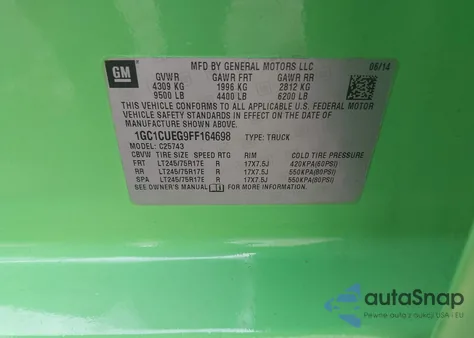 GM
MFD BY GENERAL MOTORS LLC
06/14
GVWR GAWR FRT GAWR RR
4309 KG 1996 KG 2812 KG
9500 LB 4400 LB 6200 LB
THIS VEHICLE CONFORMS TO ALL APPLICABLE U.S. FEDERAL MOTOR
VEHICLE SAFETY STANDARDS IN EFFECT ON THE DATE OF
MANUFACTURE SHOWN ABOVE.
1GC1CUEG9FF164698 TYPE: TRUCK
MODEL: C25743
CBVW TIRE SIZE SPEED RTG RIM COLD TIRE PRESSURE
FRT LT245/75R17E R 17X7.5J 420KPA(60PSI)
RR LT245/75R17E R 17X7.5J 550KPA(80PSI)
SPA LT245/75R17E R 17X7.5J 550KPA(80PSI)
SEE OWNER'S MANUAL FOR MORE INFORMATION.
autoSnap
Pewne auto z USA i EU